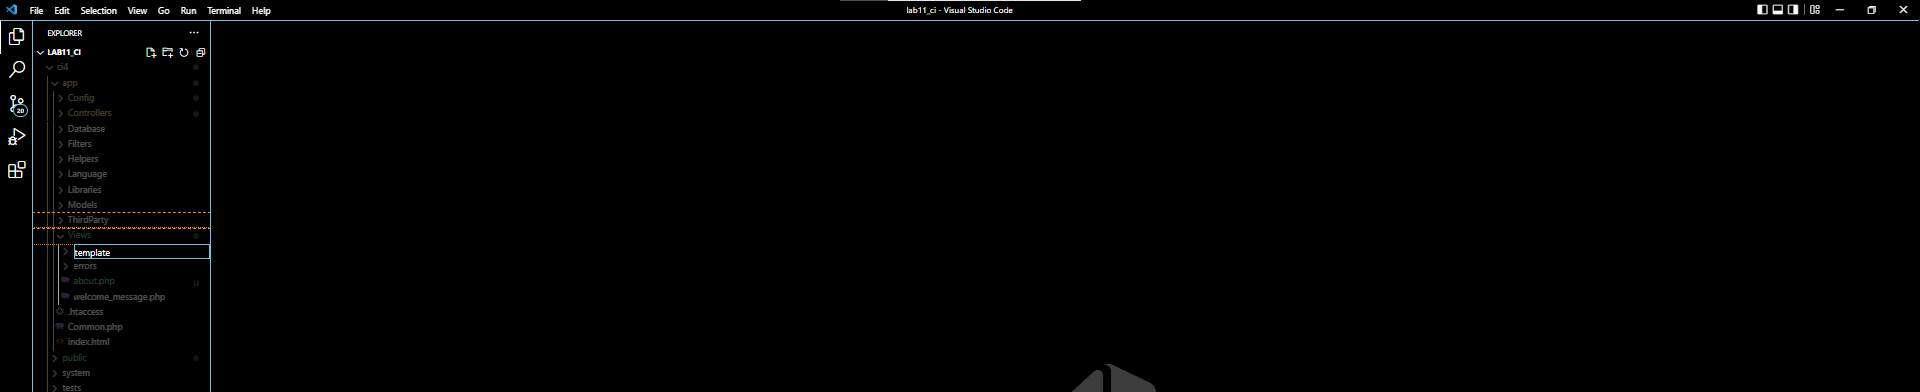 File Edit Selection View Go Run Terminal Help lab11_ci - Visual Studio Code
EXPLORER ...
LAB11_CI
ci4
app
Config
Controllers
20
Database
Filters
Helpers
Language
Libraries
Models
ThirdParty
Views
template
errors
about.php U
welcome_message.php
.htaccess
Common.php
index.html
public
system
tests